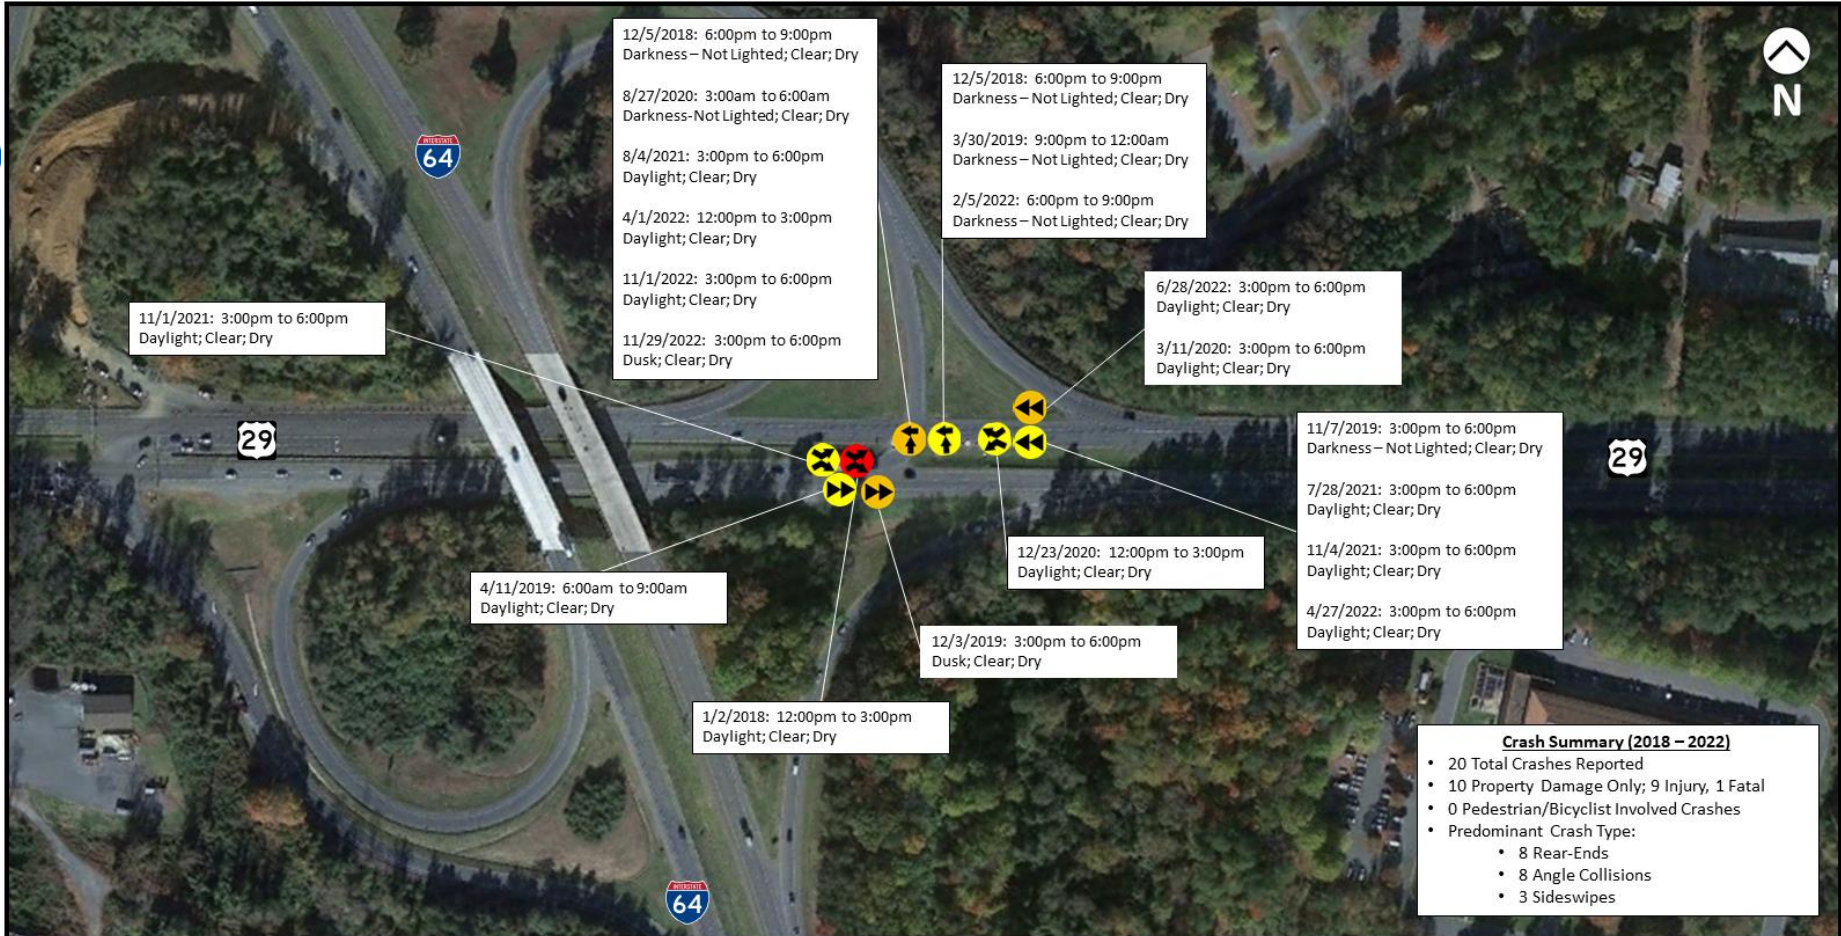 12/5/2018: 6:00pm to 9:00pm
Darkness – Not Lighted; Clear; Dry
8/27/2020: 3:00am to 6:00am
Darkness-Not Lighted; Clear; Dry
8/4/2021: 3:00pm to 6:00pm
Daylight; Clear; Dry
4/1/2022: 12:00pm to 3:00pm
Daylight; Clear; Dry
11/1/2022: 3:00pm to 6:00pm
Daylight; Clear; Dry
11/29/2022: 3:00pm to 6:00pm
Dusk; Clear; Dry
12/5/2018: 6:00pm to 9:00pm
Darkness – Not Lighted; Clear; Dry
3/30/2019: 9:00pm to 12:00am
Darkness – Not Lighted; Clear; Dry
2/5/2022: 6:00pm to 9:00pm
Darkness – Not Lighted; Clear; Dry
N
INTERSTATE
64
6/28/2022: 3:00pm to 6:00pm
Daylight; Clear; Dry
3/11/2020: 3:00pm to 6:00pm
Daylight; Clear; Dry
11/1/2021: 3:00pm to 6:00pm
Daylight; Clear; Dry
29
11/7/2019: 3:00pm to 6:00pm
Darkness – Not Lighted; Clear; Dry
7/28/2021: 3:00pm to 6:00pm
Daylight; Clear; Dry
11/4/2021: 3:00pm to 6:00pm
Daylight; Clear; Dry
4/27/2022: 3:00pm to 6:00pm
Daylight; Clear; Dry
29
12/23/2020: 12:00pm to 3:00pm
Daylight; Clear; Dry
4/11/2019: 6:00am to 9:00am
Daylight; Clear; Dry
12/3/2019: 3:00pm to 6:00pm
Dusk; Clear; Dry
1/2/2018: 12:00pm to 3:00pm
Daylight; Clear; Dry
INTERSTATE
64
Crash Summary (2018 – 2022)
• 20 Total Crashes Reported
• 10 Property Damage Only; 9 Injury, 1 Fatal
• 0 Pedestrian/Bicyclist Involved Crashes
• Predominant Crash Type:
• 8 Rear-Ends
• 8 Angle Collisions
• 3 Sideswipes